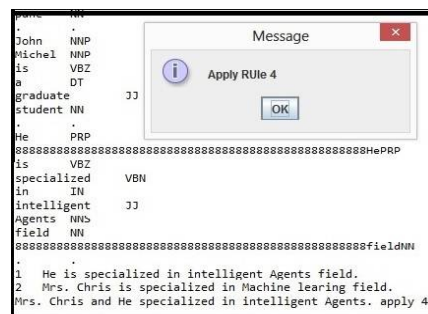 .	.
John	NNP
Michel	NNP
is	VBZ
a	DT
graduate	JJ
student	NN
.	.
He	PRP
8888888888888888888888888888888888888888888888888HePRP
is	VBZ
specialized	VBN
in	IN
intelligent	JJ
Agents	NNS
field	NN
8888888888888888888888888888888888888888888888888fieldNN
.	.
1	He is specialized in intelligent Agents field.
2	Mrs. Chris is specialized in Machine learing field.
Mrs. Chris and He specialized in intelligent Agents. apply 4
Message
Apply RUle 4
OK